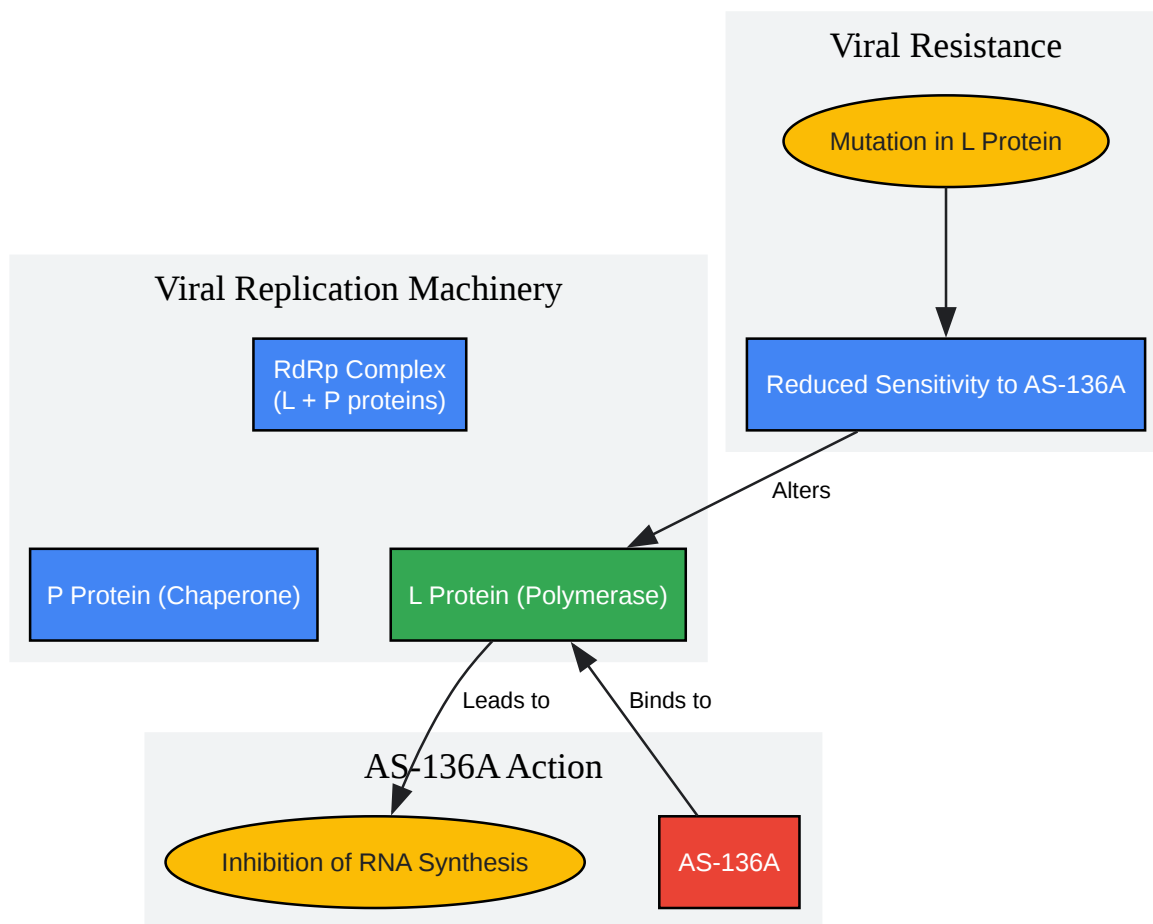 Viral Resistance
Mutation in L Protein
Viral Replication Machinery
RdRp Complex
(L + P proteins)
Reduced Sensitivity to AS-136A
Alters
P Protein (Chaperone)
L Protein (Polymerase)
Leads to
Binds to
AS-136A Action
Inhibition of RNA Synthesis
AS-136A